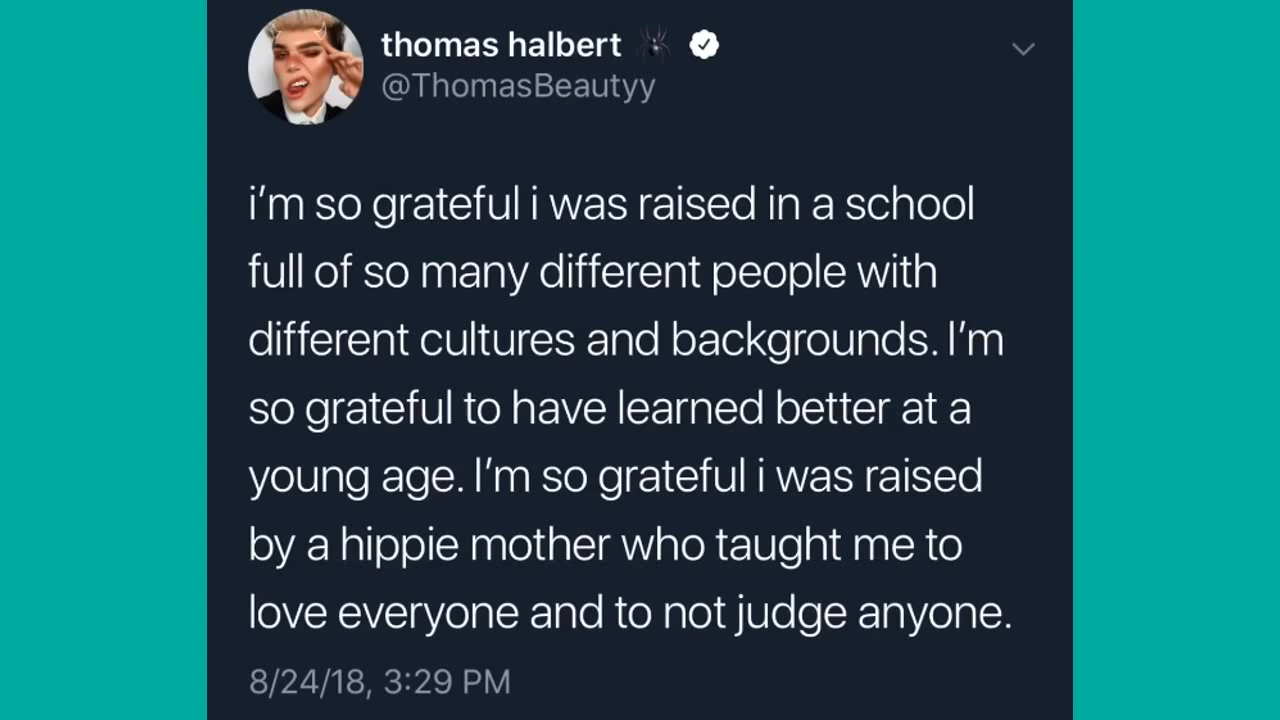 thomas halbert 🕷
@ThomasBeautyy
i’m so grateful i was raised in a school
full of so many different people with
different cultures and backgrounds. I’m
so grateful to have learned better at a
young age. I’m so grateful i was raised
by a hippie mother who taught me to
love everyone and to not judge anyone.
8/24/18, 3:29 PM